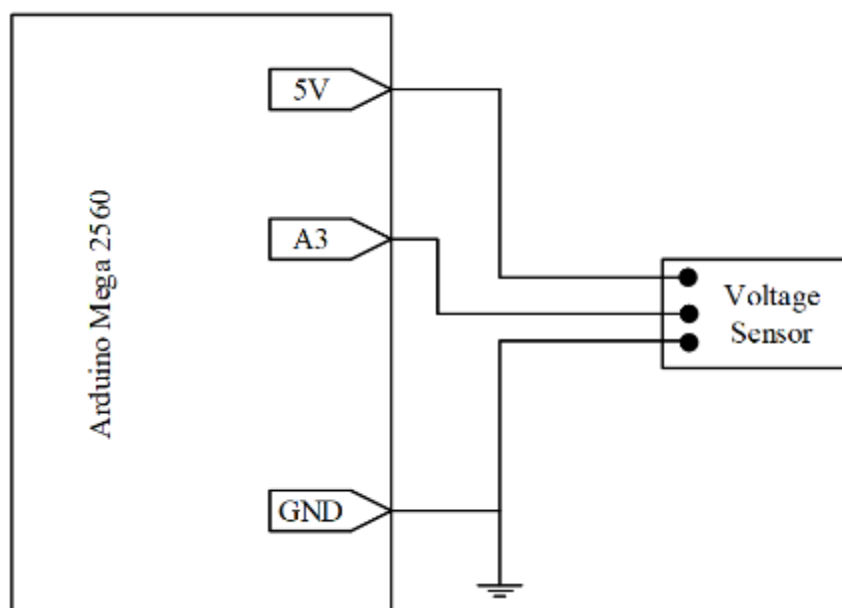 5V
A3
Arduino Mega 2560
Voltage
Sensor
GND